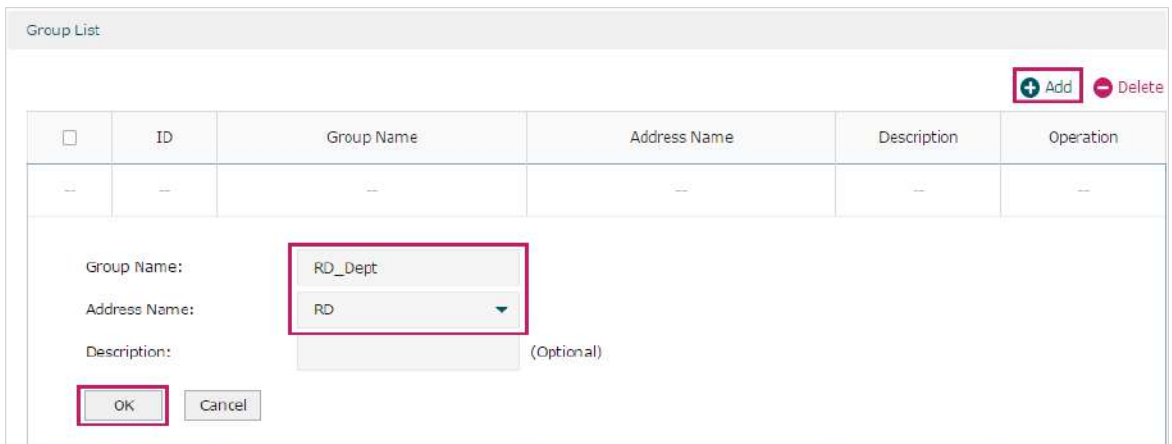 Group List
Add Delete
ID Group Name Address Name Description Operation
-- -- -- -- -- --
Group Name: RD_Dept
Address Name: RD
Description: (Optional)
OK Cancel